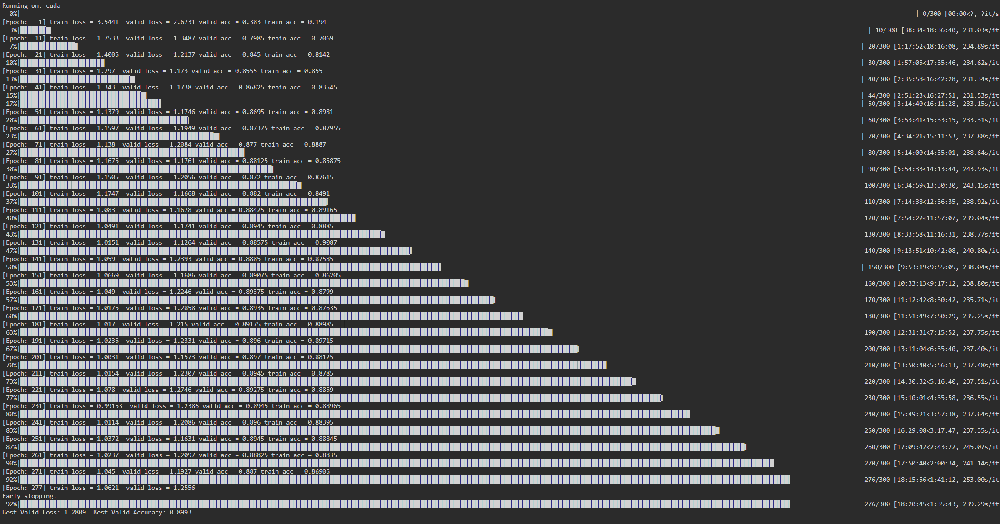 Running on: cuda
0%| | 0/300 [00:00<?, ?it/s
[Epoch:   1] train loss = 3.5441  valid loss = 2.6731 valid acc = 0.383 train acc = 0.194
3%| | 10/300 [38:34<18:36:40, 231.03s/it
[Epoch:  11] train loss = 1.7533  valid loss = 1.3487 valid acc = 0.7985 train acc = 0.7069
7%| | 20/300 [1:17:52<18:16:08, 234.89s/it
[Epoch:  21] train loss = 1.4005  valid loss = 1.2137 valid acc = 0.845 train acc = 0.8142
10%| | 30/300 [1:57:05<17:35:46, 234.62s/it
[Epoch:  31] train loss = 1.297  valid loss = 1.173 valid acc = 0.8555 train acc = 0.855
13%| | 40/300 [2:35:58<16:42:28, 231.34s/it
[Epoch:  41] train loss = 1.343  valid loss = 1.1738 valid acc = 0.86825 train acc = 0.83545
15%| | 44/300 [2:51:23<16:27:51, 231.53s/it
17%| | 50/300 [3:14:40<16:11:28, 233.15s/it
[Epoch:  51] train loss = 1.1379  valid loss = 1.1746 valid acc = 0.8695 train acc = 0.8981
20%| | 60/300 [3:53:41<15:33:15, 233.31s/it
[Epoch:  61] train loss = 1.1597  valid loss = 1.1949 valid acc = 0.87375 train acc = 0.87955
23%| | 70/300 [4:34:21<15:11:53, 237.88s/it
[Epoch:  71] train loss = 1.138  valid loss = 1.2084 valid acc = 0.877 train acc = 0.8887
27%| | 80/300 [5:14:00<14:35:01, 238.64s/it
[Epoch:  81] train loss = 1.1675  valid loss = 1.1761 valid acc = 0.88125 train acc = 0.85875
30%| | 90/300 [5:54:33<14:13:44, 243.93s/it
[Epoch:  91] train loss = 1.1505  valid loss = 1.2056 valid acc = 0.872 train acc = 0.87615
33%| | 100/300 [6:34:59<13:30:30, 243.15s/it
[Epoch: 101] train loss = 1.1747  valid loss = 1.1668 valid acc = 0.882 train acc = 0.8491
37%| | 110/300 [7:14:38<12:36:35, 238.92s/it
[Epoch: 111] train loss = 1.083  valid loss = 1.1678 valid acc = 0.88425 train acc = 0.89165
40%| | 120/300 [7:54:22<11:57:07, 239.04s/it
[Epoch: 121] train loss = 1.0491  valid loss = 1.1741 valid acc = 0.8945 train acc = 0.8885
43%| | 130/300 [8:33:58<11:16:31, 238.77s/it
[Epoch: 131] train loss = 1.0151  valid loss = 1.1264 valid acc = 0.88575 train acc = 0.9087
47%| | 140/300 [9:13:51<10:42:08, 240.80s/it
[Epoch: 141] train loss = 1.059  valid loss = 1.2393 valid acc = 0.8885 train acc = 0.87585
50%| | 150/300 [9:53:19<9:55:05, 238.04s/it
[Epoch: 151] train loss = 1.0669  valid loss = 1.1686 valid acc = 0.89075 train acc = 0.86205
53%| | 160/300 [10:33:13<9:17:12, 238.80s/it
[Epoch: 161] train loss = 1.049  valid loss = 1.2246 valid acc = 0.89375 train acc = 0.8799
57%| | 170/300 [11:12:42<8:30:42, 235.71s/it
[Epoch: 171] train loss = 1.0175  valid loss = 1.2858 valid acc = 0.8935 train acc = 0.87635
60%| | 180/300 [11:51:49<7:50:29, 235.25s/it
[Epoch: 181] train loss = 1.017  valid loss = 1.215 valid acc = 0.89175 train acc = 0.88985
63%| | 190/300 [12:31:31<7:15:52, 237.75s/it
[Epoch: 191] train loss = 1.0235  valid loss = 1.2331 valid acc = 0.896 train acc = 0.89715
67%| | 200/300 [13:11:04<6:35:40, 237.40s/it
[Epoch: 201] train loss = 1.0031  valid loss = 1.1573 valid acc = 0.897 train acc = 0.88125
70%| | 210/300 [13:50:40<5:56:13, 237.48s/it
[Epoch: 211] train loss = 1.0154  valid loss = 1.2307 valid acc = 0.8945 train acc = 0.8785
73%| | 220/300 [14:30:32<5:16:40, 237.51s/it
[Epoch: 221] train loss = 1.078  valid loss = 1.2746 valid acc = 0.89275 train acc = 0.8859
77%| | 230/300 [15:10:01<4:35:58, 236.55s/it
[Epoch: 231] train loss = 0.99153  valid loss = 1.2386 valid acc = 0.8945 train acc = 0.88965
80%| | 240/300 [15:49:21<3:57:38, 237.64s/it
[Epoch: 241] train loss = 1.0114  valid loss = 1.2086 valid acc = 0.896 train acc = 0.88395
83%| | 250/300 [16:29:08<3:17:47, 237.35s/it
[Epoch: 251] train loss = 1.0372  valid loss = 1.1631 valid acc = 0.8945 train acc = 0.88845
87%| | 260/300 [17:09:42<2:43:22, 245.07s/it
[Epoch: 261] train loss = 1.0237  valid loss = 1.2097 valid acc = 0.88825 train acc = 0.8835
90%| | 270/300 [17:50:40<2:00:34, 241.14s/it
[Epoch: 271] train loss = 1.045  valid loss = 1.1927 valid acc = 0.887 train acc = 0.86905
92%| | 276/300 [18:15:56<1:41:12, 253.00s/it
[Epoch: 277] train loss = 1.0621  valid loss = 1.2556
Early stopping!
92%| | 276/300 [18:20:45<1:35:43, 239.29s/it
Best Valid Loss: 1.2809  Best Valid Accuracy: 0.8993